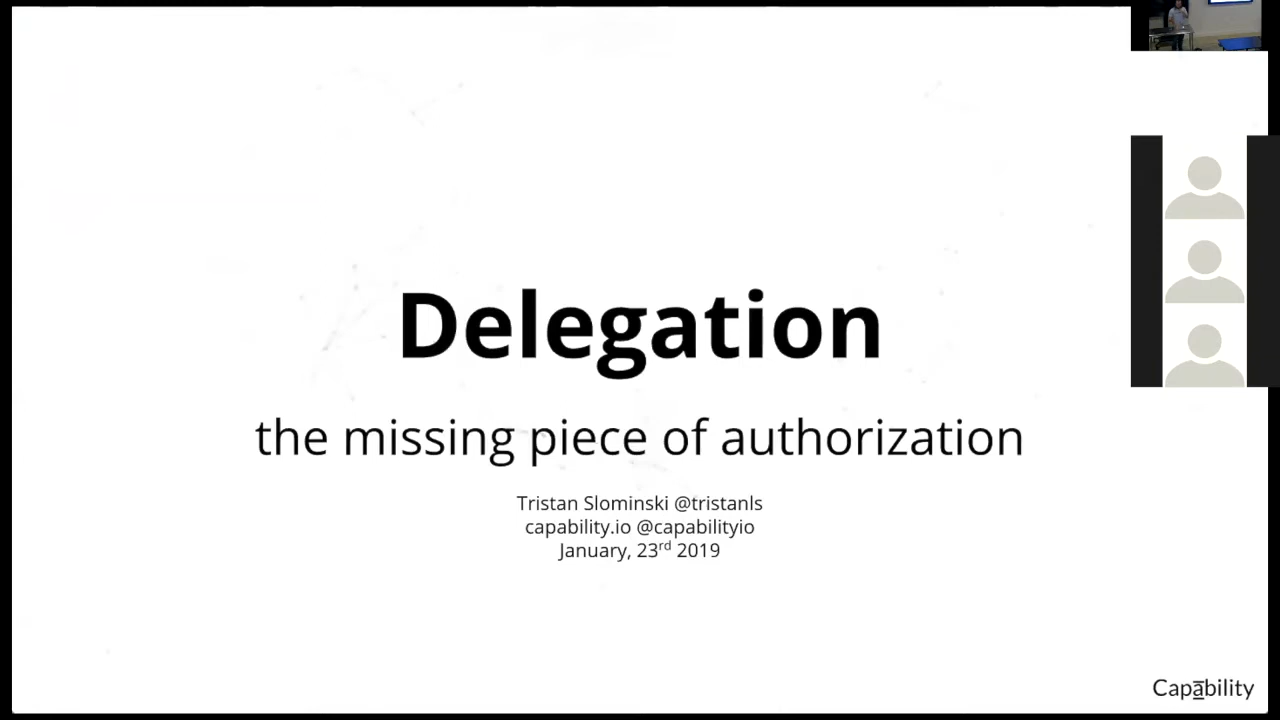 Delegation
the missing piece of authorization
Tristan Slominski @tristanls
capability.io @capabilityio
January, 23rd 2019
Capability